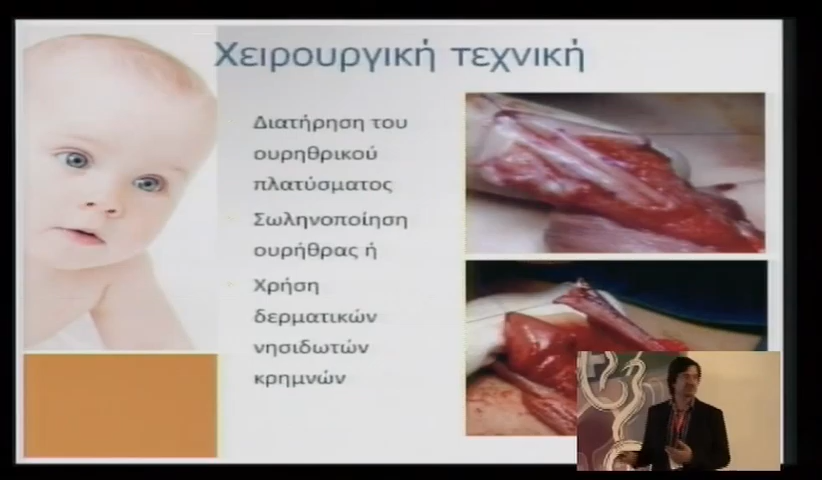 Χειρουργική τεχνική
Διατήρηση του
ουρηθρικού
πλατύσματος
Σωληνοποίηση
ουρήθρας ή
Χρήση
δερματικών
νησιδωτών
κρημνών